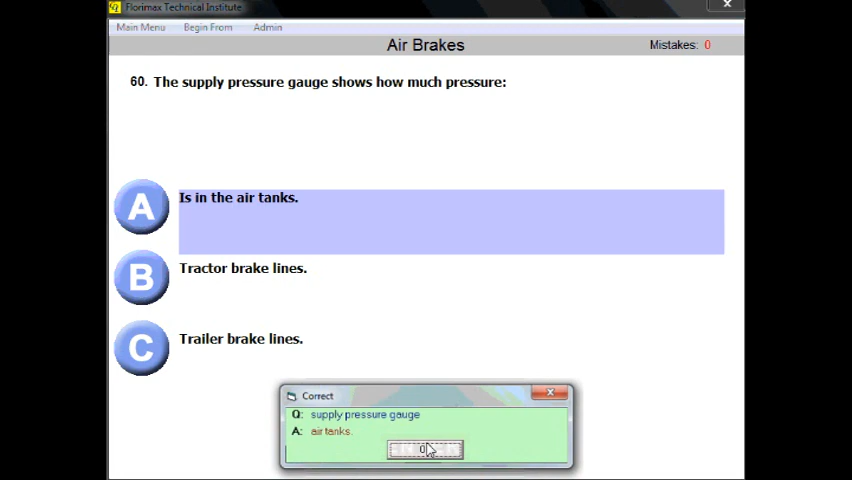 Florimax Technical Institute
Main Menu Begin From Admin
Air Brakes Mistakes: 0
60. The supply pressure gauge shows how much pressure:
A Is in the air tanks.
B Tractor brake lines.
C Trailer brake lines.
Correct
Q: supply pressure gauge
A: air tanks.